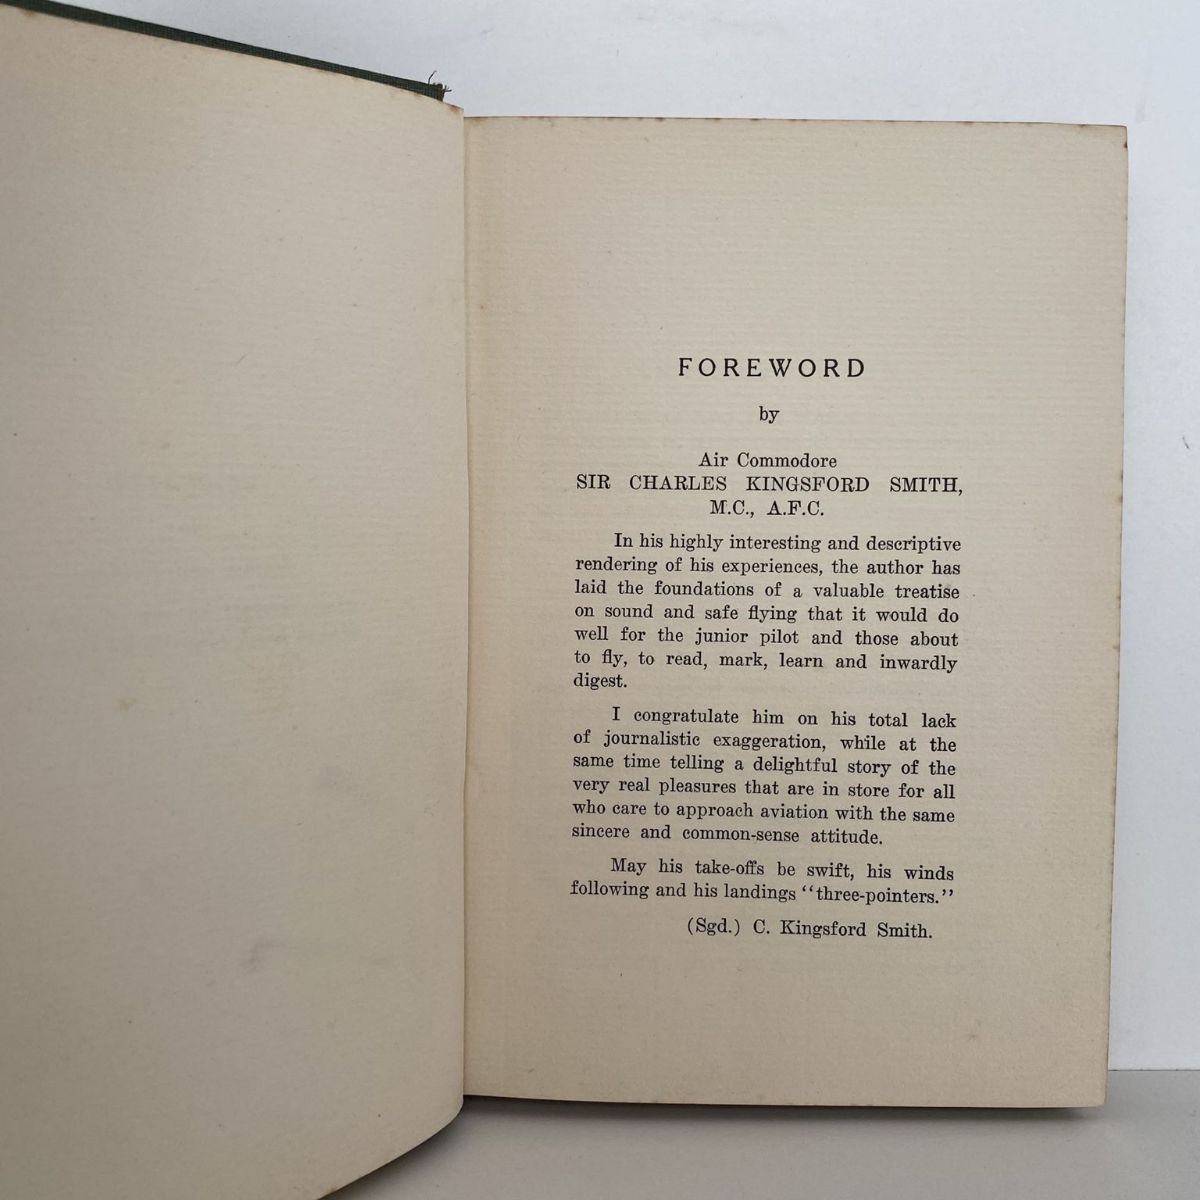 FOREWORD
by
Air Commodore
SIR CHARLES KINGSFORD SMITH,
M.C., A.F.C.
In his highly interesting and descriptive
rendering of his experiences, the author has
laid the foundations of a valuable treatise
on sound and safe flying that it would do
well for the junior pilot and those about
to fly, to read, mark, learn and inwardly
digest.
I congratulate him on his total lack
of journalistic exaggeration, while at the
same time telling a delightful story of the
very real pleasures that are in store for all
who care to approach aviation with the same
sincere and common-sense attitude.
May his take-offs be swift, his winds
following and his landings ‘‘three-pointers.’’
(Sgd.) C. Kingsford Smith.